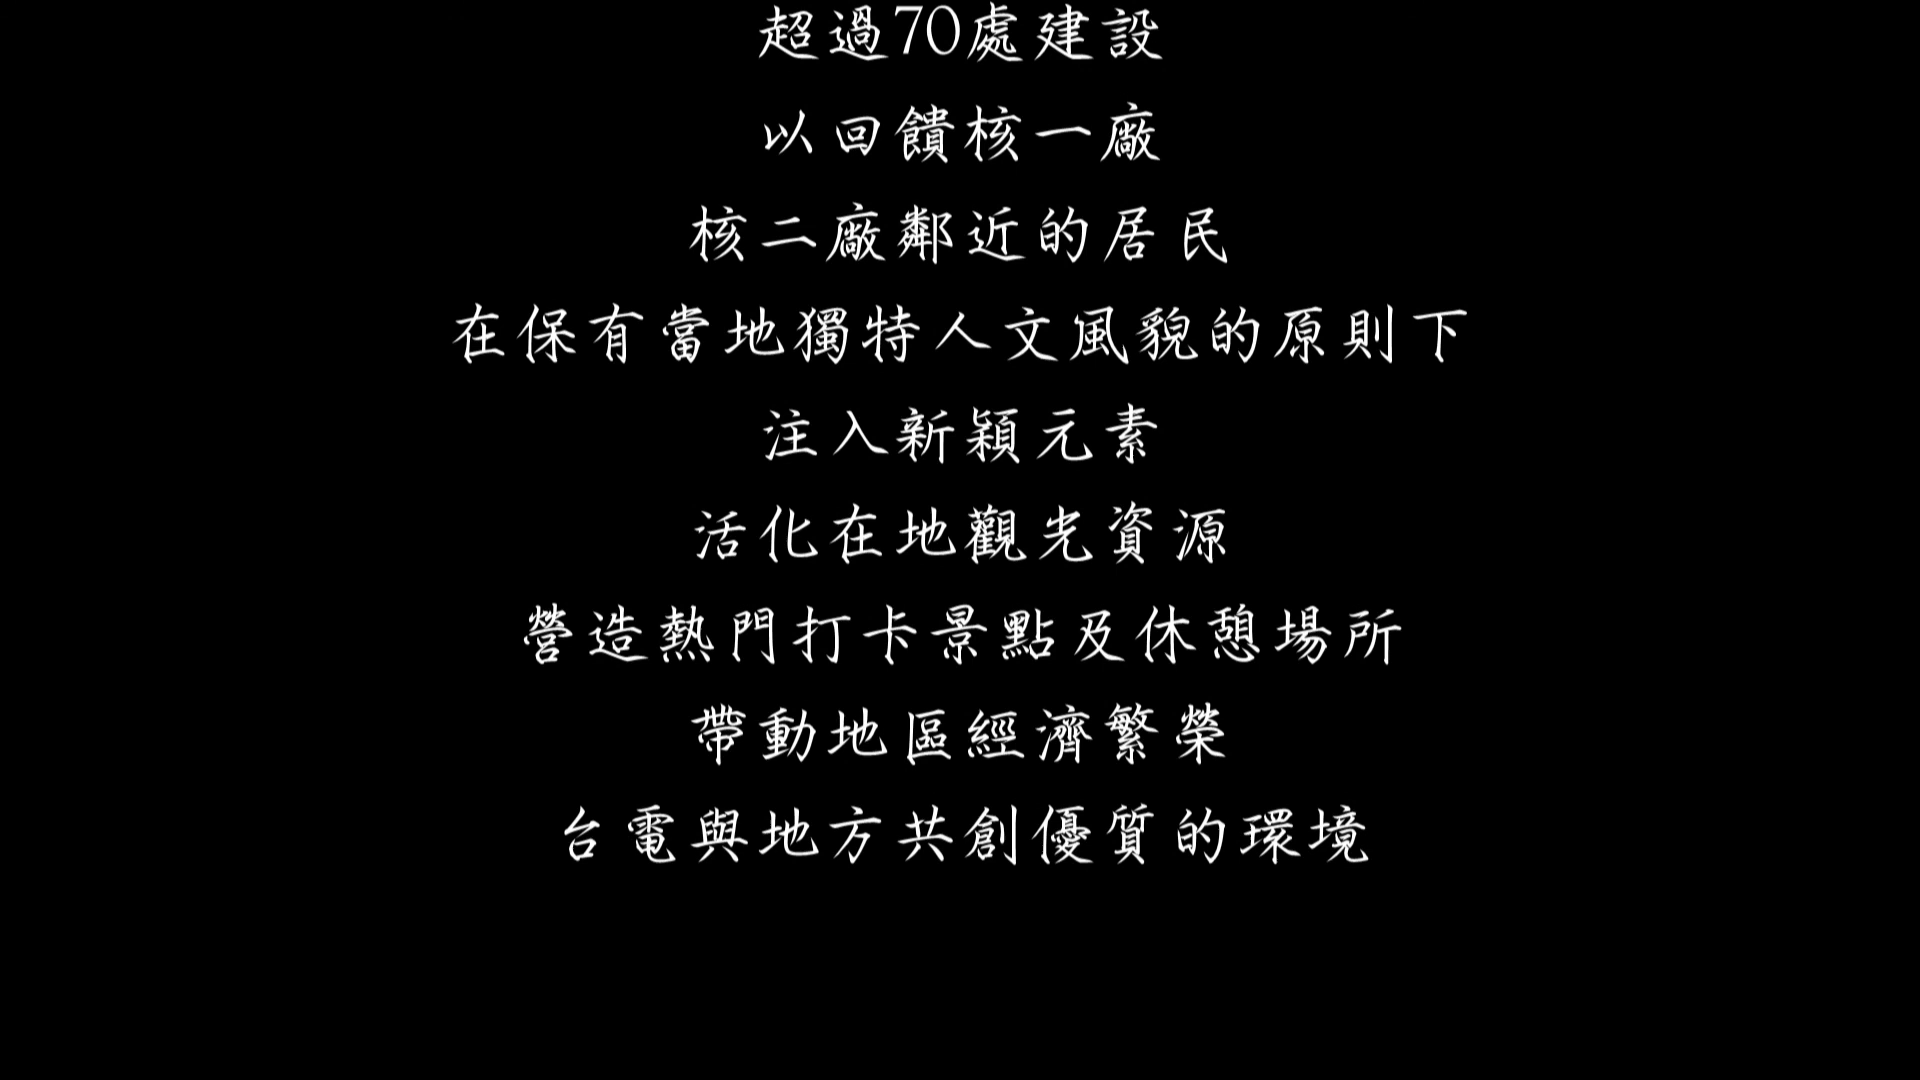 超過70處建設
以回饋核一廠
核二廠鄰近的居民
在保有當地獨特人文風貌的原則下
注入新穎元素
活化在地觀光資源
營造熱門打卡景點及休憩場所
帶動地區經濟繁榮
台電與地方共創優質的環境